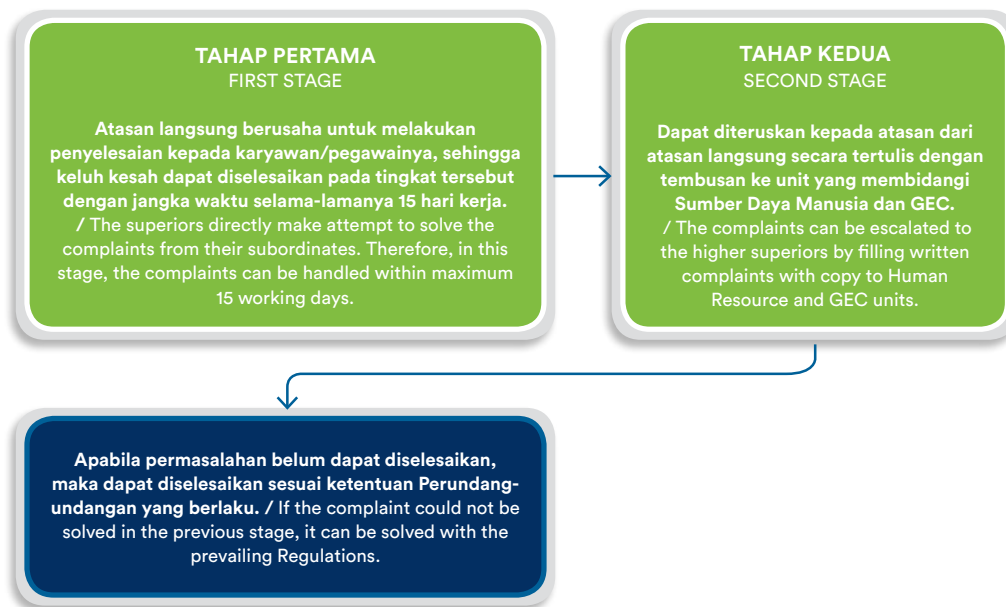 TAHAP PERTAMA
FIRST STAGE
Atasan langsung berusaha untuk melakukan
penyelesaian kepada karyawan/pegawainya, sehingga
keluh kesah dapat diselesaikan pada tingkat tersebut
dengan jangka waktu selama-lamanya 15 hari kerja.
/ The superiors directly make attempt to solve the
complaints from their subordinates. Therefore, in this
stage, the complaints can be handled within maximum
15 working days.
TAHAP KEDUA
SECOND STAGE
Dapat diteruskan kepada atasan dari
atasan langsung secara tertulis dengan
tembusan ke unit yang membidangi
Sumber Daya Manusia dan GEC.
/ The complaints can be escalated to
the higher superiors by filling written
complaints with copy to Human
Resource and GEC units.
Apabila permasalahan belum dapat diselesaikan,
maka dapat diselesaikan sesuai ketentuan Perundang-
undangan yang berlaku. / If the complaint could not be
solved in the previous stage, it can be solved with the
prevailing Regulations.